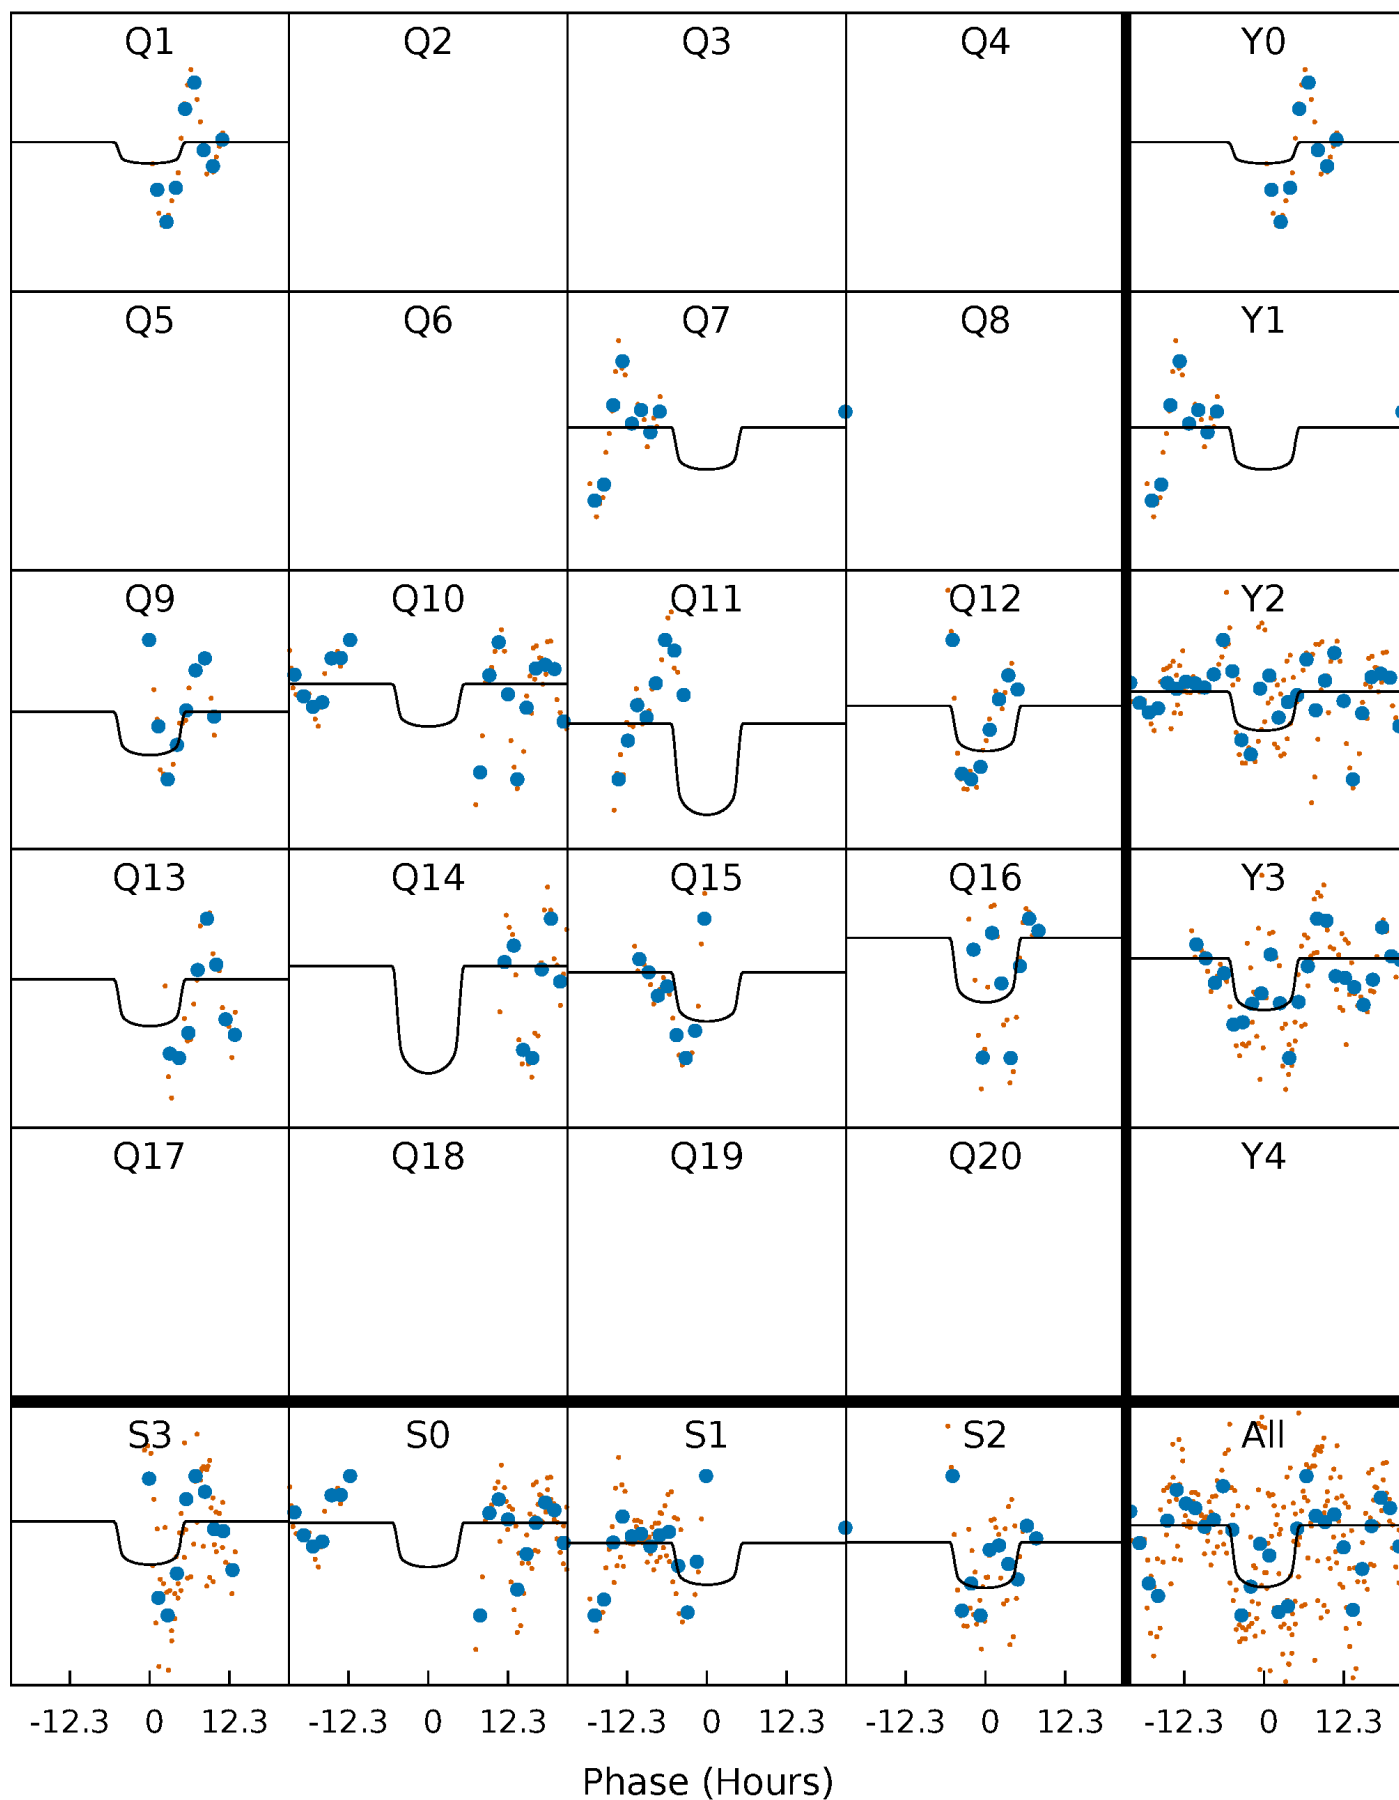 Q1 Q2 Q3 Q4 Y0
Q5 Q6 Q7 Q8 Y1
Q9 Q10 Q11 Q12 Y2
Q13 Q14 Q15 Q16 Y3
Q17 Q18 Q19 Q20 Y4
S3 S0 S1 S2 All
-12.3 0 12.3 -12.3 0 12.3 -12.3 0 12.3 -12.3 0 12.3 -12.3 0 12.3
Phase (Hours)